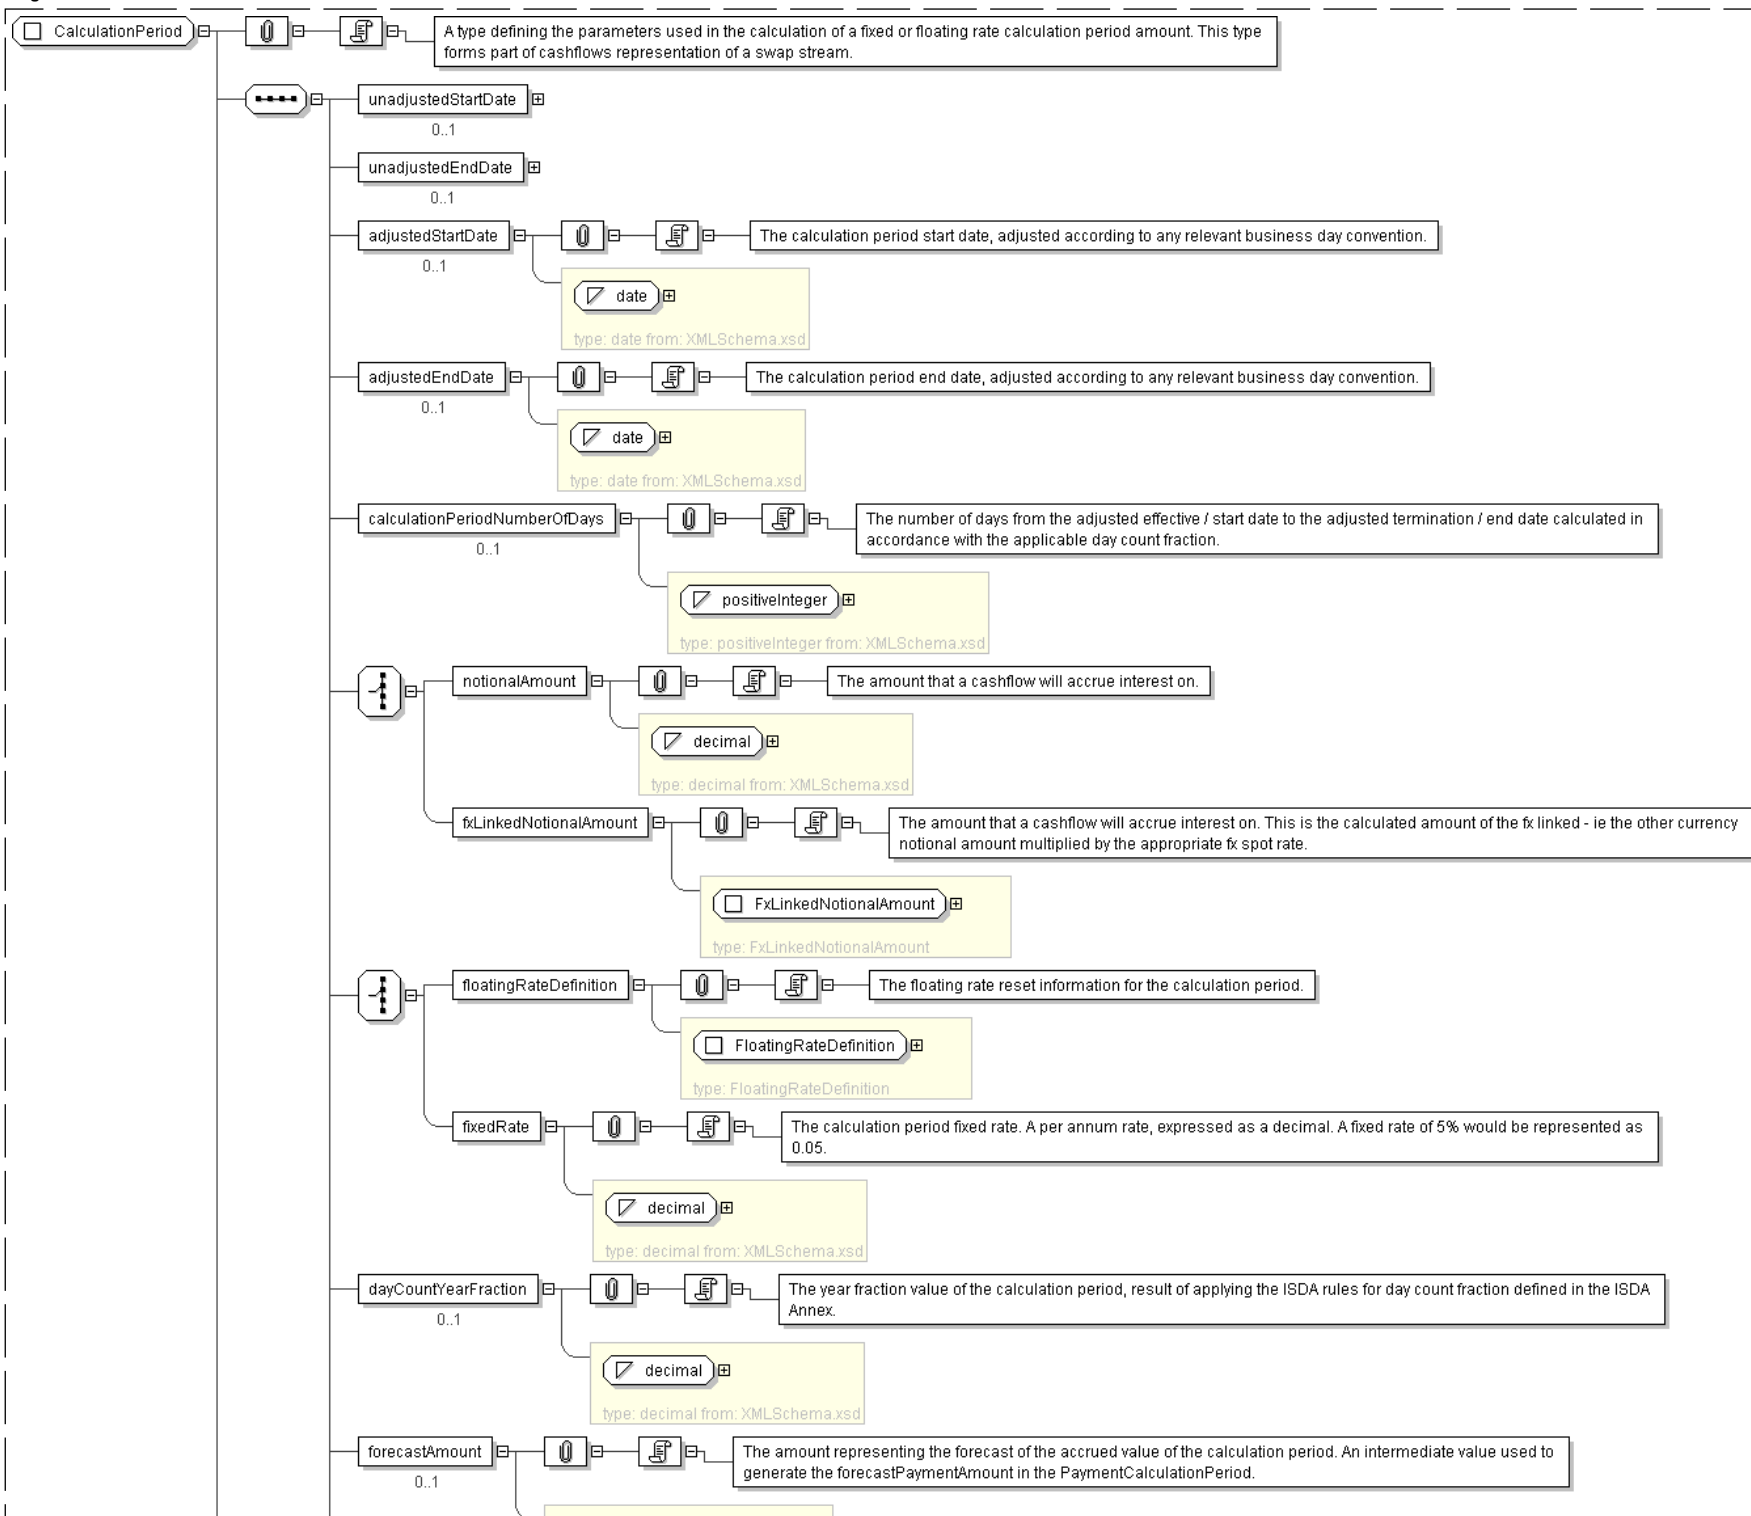 CalculationPeriod
A type defining the parameters used in the calculation of a fixed or floating rate calculation period amount. This type
forms part of cashflows representation of a swap stream.
unadjustedStartDate
0..1
unadjustedEndDate
0..1
adjustedStartDate
The calculation period start date, adjusted according to any relevant business day convention.
0..1
date
type: date from: XMLSchema.xsd
adjustedEndDate
The calculation period end date, adjusted according to any relevant business day convention.
0..1
date
type: date from: XMLSchema.xsd
calculationPeriodNumberOfDays
The number of days from the adjusted effective / start date to the adjusted termination / end date calculated in
accordance with the applicable day count fraction.
0..1
positiveInteger
type: positiveInteger from: XMLSchema.xsd
notionalAmount
The amount that a cashflow will accrue interest on.
decimal
type: decimal from: XMLSchema.xsd
fxLinkedNotionalAmount
The amount that a cashflow will accrue interest on. This is the calculated amount of the fx linked - ie the other currency
notional amount multiplied by the appropriate fx spot rate.
FxLinkedNotionalAmount
type: FxLinkedNotionalAmount
floatingRateDefinition
The floating rate reset information for the calculation period.
FloatingRateDefinition
type: FloatingRateDefinition
fixedRate
The calculation period fixed rate. A per annum rate, expressed as a decimal. A fixed rate of 5% would be represented as
0.05.
decimal
type: decimal from: XMLSchema.xsd
dayCountYearFraction
The year fraction value of the calculation period, result of applying the ISDA rules for day count fraction defined in the ISDA
Annex.
0..1
decimal
type: decimal from: XMLSchema.xsd
forecastAmount
The amount representing the forecast of the accrued value of the calculation period. An intermediate value used to
generate the forecastPaymentAmount in the PaymentCalculationPeriod.
0..1